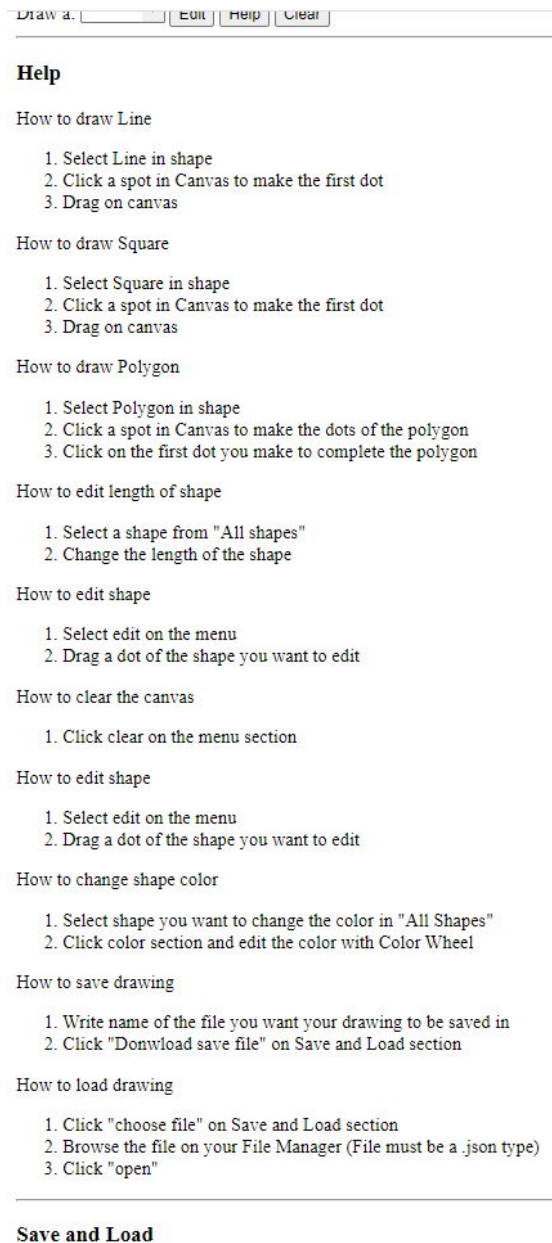 Draw a: Edit Help Clear
Help
How to draw Line
1. Select Line in shape
2. Click a spot in Canvas to make the first dot
3. Drag on canvas
How to draw Square
1. Select Square in shape
2. Click a spot in Canvas to make the first dot
3. Drag on canvas
How to draw Polygon
1. Select Polygon in shape
2. Click a spot in Canvas to make the dots of the polygon
3. Click on the first dot you make to complete the polygon
How to edit length of shape
1. Select a shape from "All shapes"
2. Change the length of the shape
How to edit shape
1. Select edit on the menu
2. Drag a dot of the shape you want to edit
How to clear the canvas
1. Click clear on the menu section
How to edit shape
1. Select edit on the menu
2. Drag a dot of the shape you want to edit
How to change shape color
1. Select shape you want to change the color in "All Shapes"
2. Click color section and edit the color with Color Wheel
How to save drawing
1. Write name of the file you want your drawing to be saved in
2. Click "Donwload save file" on Save and Load section
How to load drawing
1. Click "choose file" on Save and Load section
2. Browse the file on your File Manager (File must be a .json type)
3. Click "open"
Save and Load